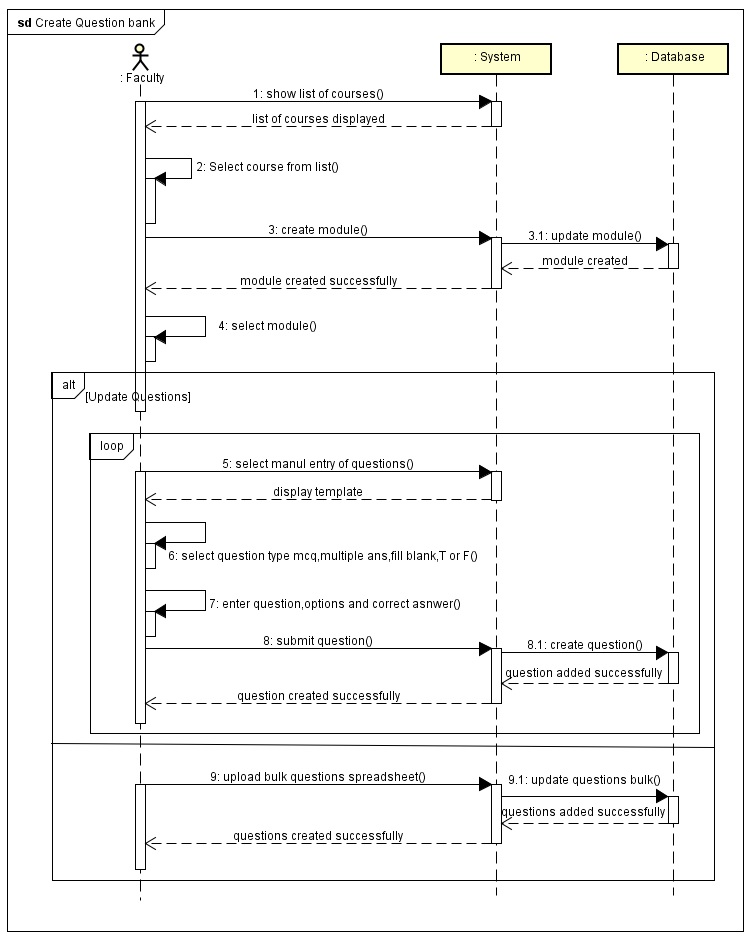 sd Create Question bank
: Faculty
: System
: Database
1: show list of courses()
list of courses displayed
2: Select course from list()
3: create module()
3.1: update module()
module created
module created successfully
4: select module()
alt
[Update Questions]
loop
5: select manul entry of questions()
display template
6: select question type mcq,multiple ans,fill blank,T or F()
7: enter question,options and correct asnwer()
8: submit question()
8.1: create question()
question added successfully
question created successfully
9: upload bulk questions spreadsheet()
9.1: update questions bulk()
questions added successfully
questions created successfully